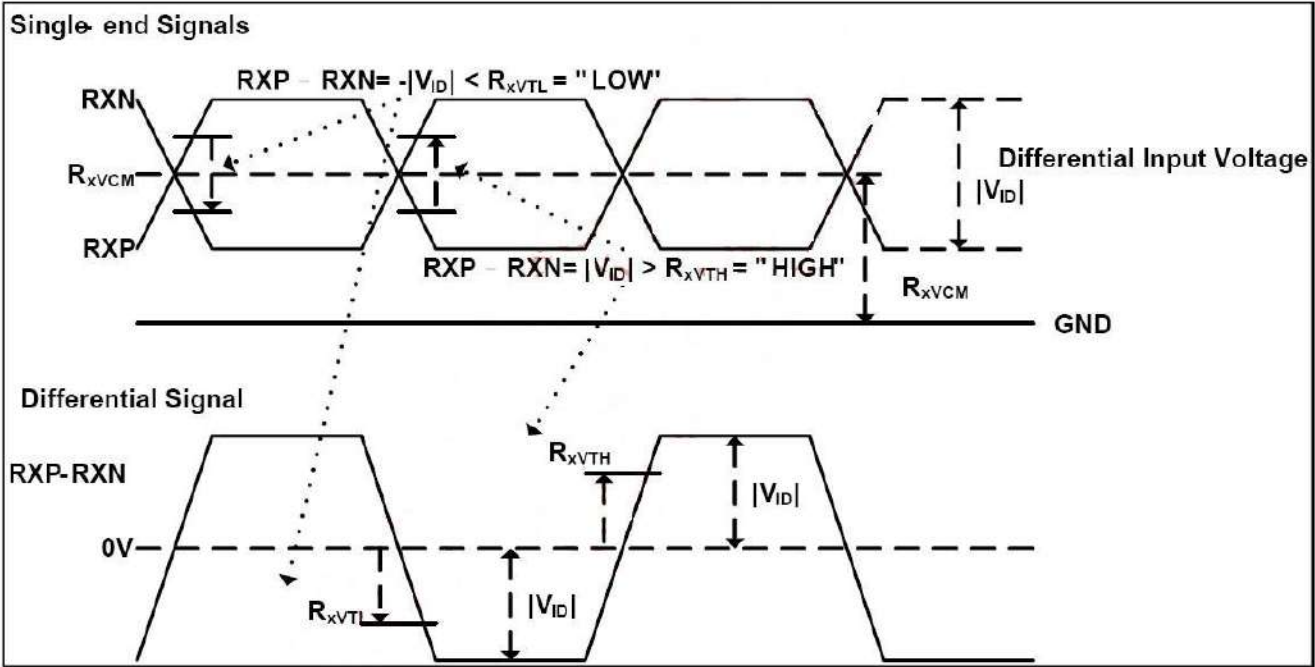 Single- end Signals
RXP - RXN= -|VID| < RxVTL = "LOW"
RXN
RxVCM
Differential Input Voltage
|VID|
RXP
RXP - RXN= |VID| > RxVTH = "HIGH"
RxVCM
GND
Differential Signal
RxVTH
RXP-RXN
|VID|
0V
RxVTL
|VID|